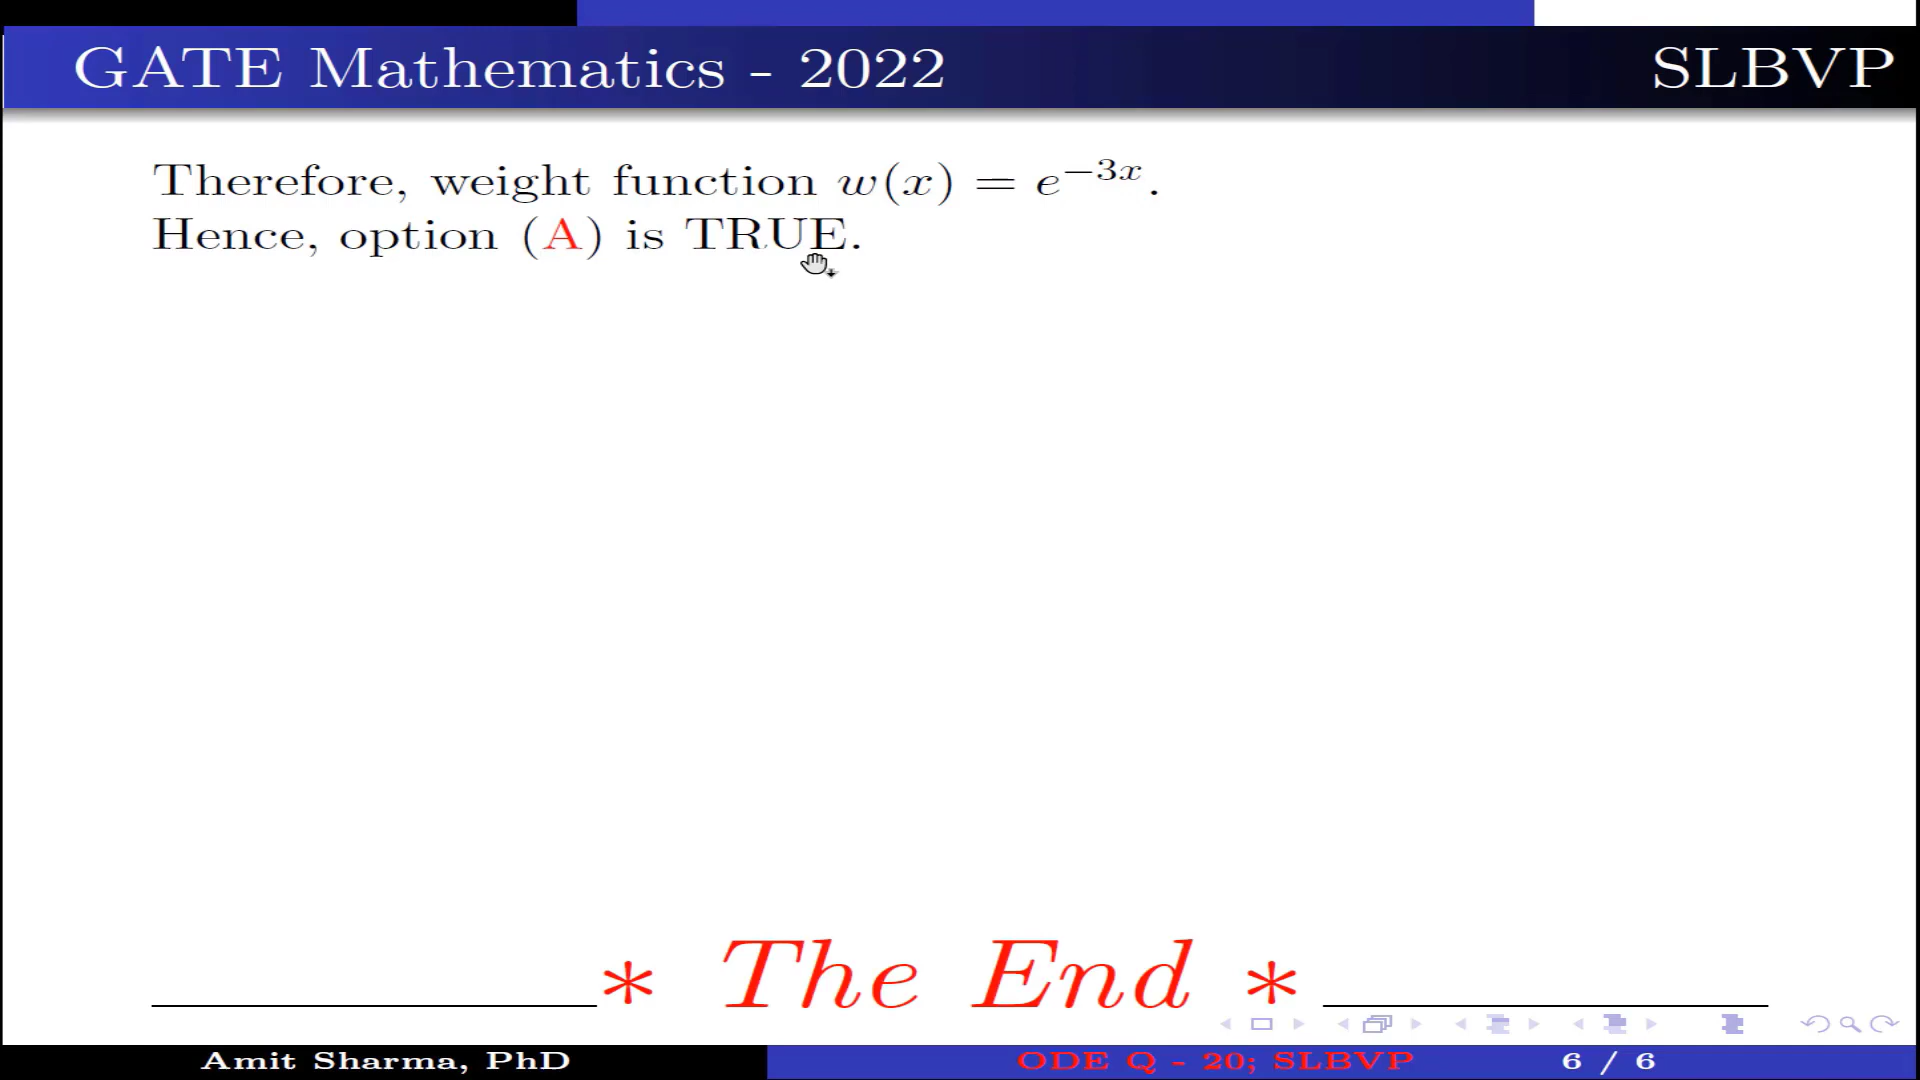 GATE Mathematics - 2022 SLBVP
Therefore, weight function w(x) = e^{-3x}.
Hence, option (A) is TRUE.
* The End *
Amit Sharma, PhD ODE Q - 20; SLBVP 6 / 6